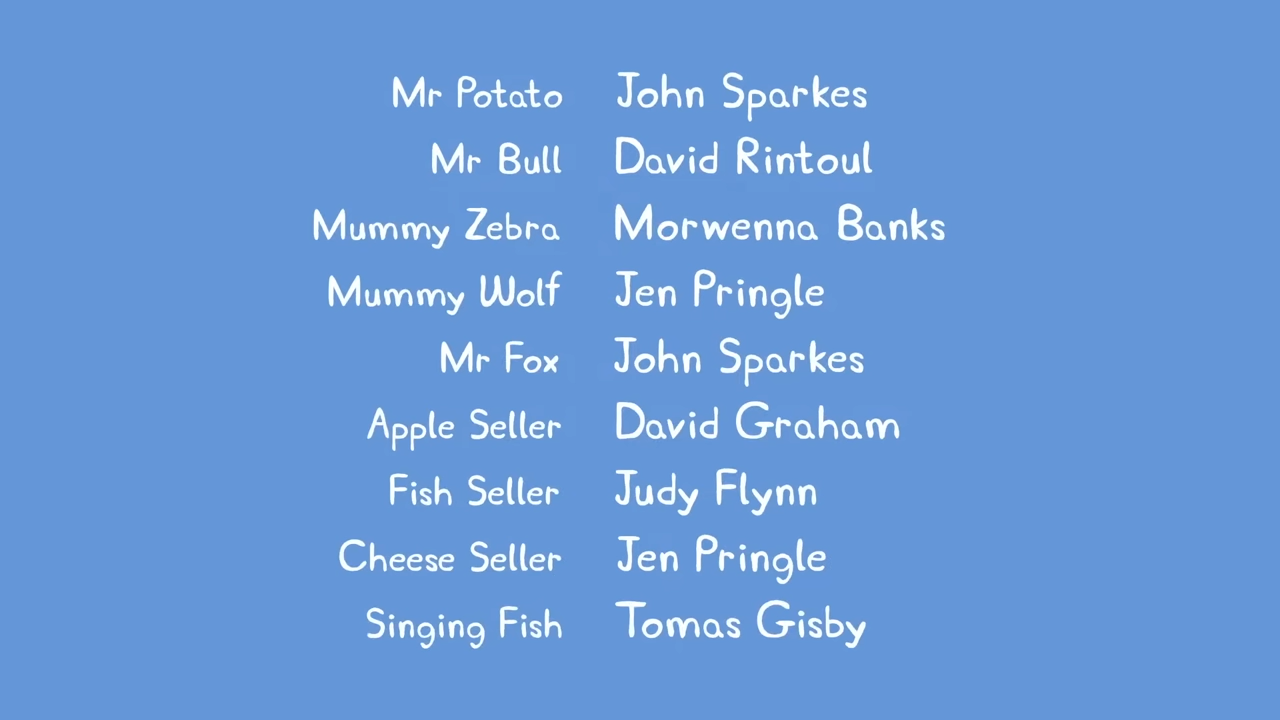 Mr Potato John Sparkes
Mr Bull David Rintoul
Mummy Zebra Morwenna Banks
Mummy Wolf Jen Pringle
Mr Fox John Sparkes
Apple Seller David Graham
Fish Seller Judy Flynn
Cheese Seller Jen Pringle
Singing Fish Tomas Gisby